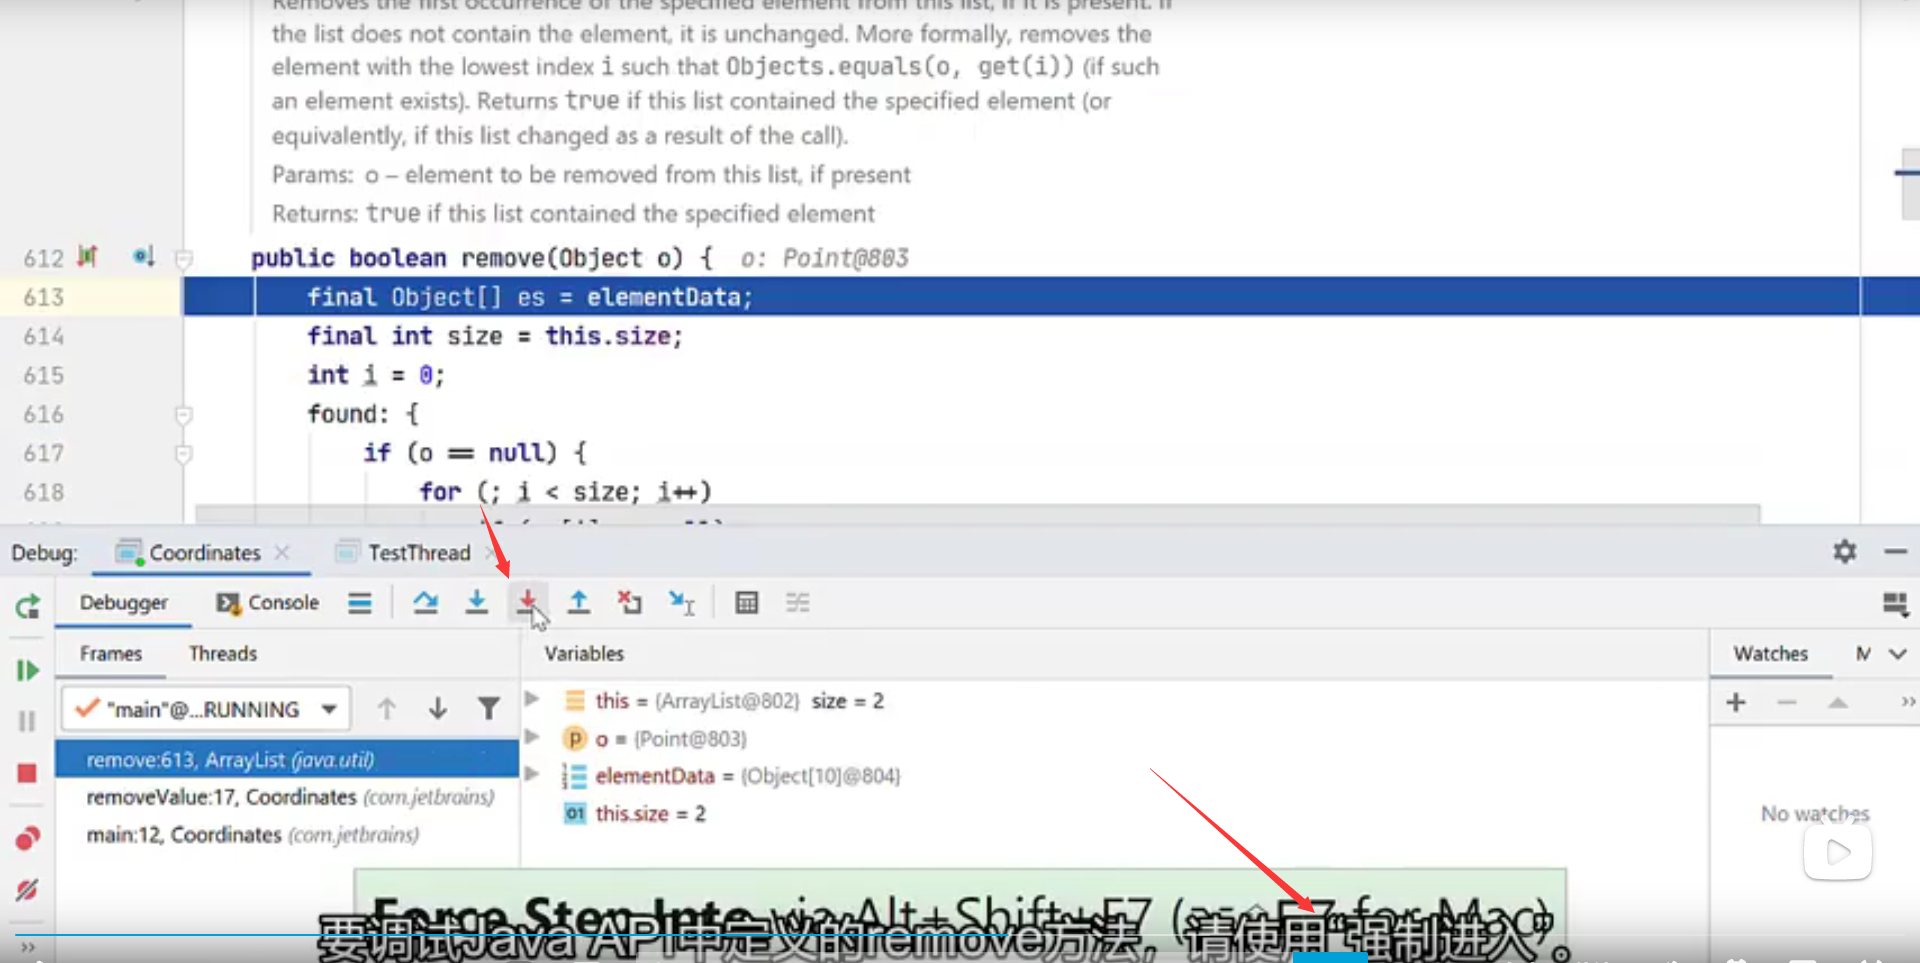 Removes the first occurrence of the specified element from this list, if it is present. If
the list does not contain the element, it is unchanged. More formally, removes the
element with the lowest index i such that Objects.equals(o, get(i)) (if such
an element exists). Returns true if this list contained the specified element (or
equivalently, if this list changed as a result of the call).
Params: o – element to be removed from this list, if present
Returns: true if this list contained the specified element
612 public boolean remove(Object o) { o: Point@803
613 final Object[] es = elementData;
614 final int size = this.size;
615 int i = 0;
616 found: {
617 if (o == null) {
618 for (; i < size; i++)
Debug: Coordinates TestThread
Debugger Console
Frames Threads Variables Watches M
"main"@...RUNNING
remove:613, ArrayList (java.util)
removeValue:17, Coordinates (com.jetbrains)
main:12, Coordinates (com.jetbrains)
this = {ArrayList@802} size = 2
o = {Point@803}
elementData = {Object[10]@804}
this.size = 2
No watches
Force Step Into via Alt+Shift+F7 (⌥⇧F7 for Mac)
要调试Java API中定义的remove方法，请使用“强制进入”。